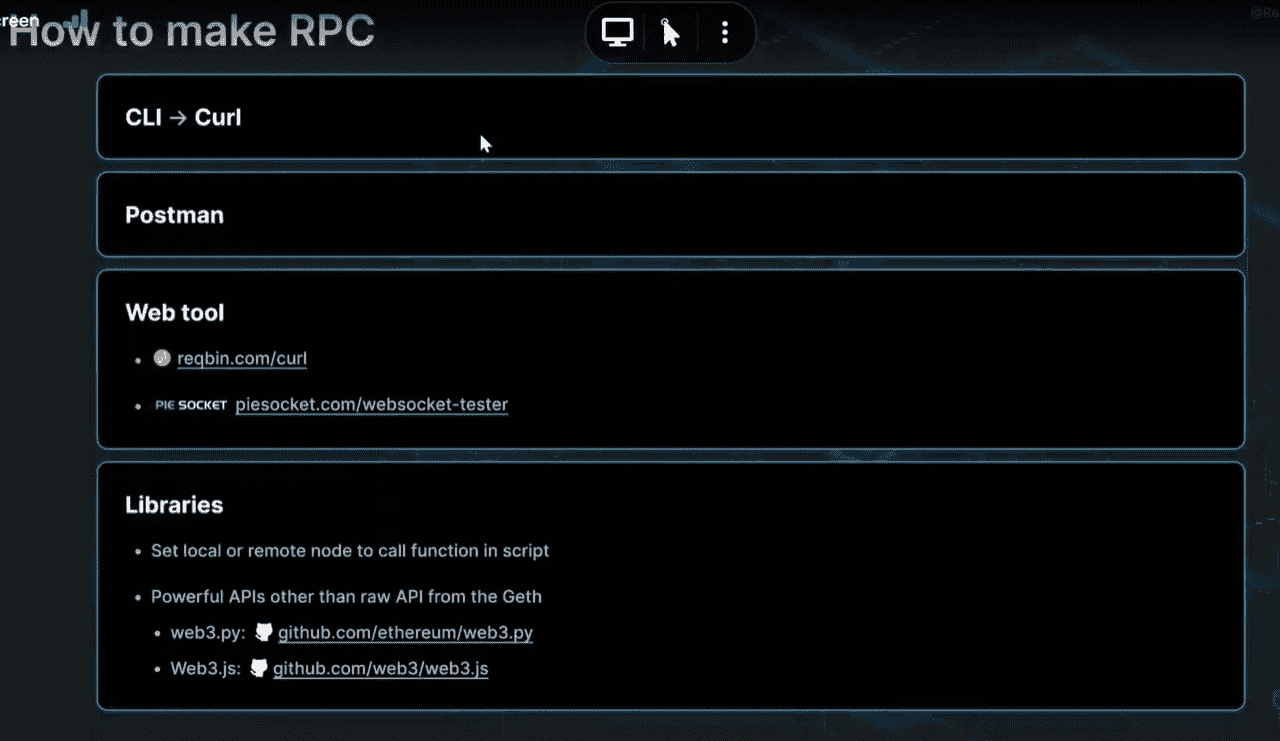 reen
How to make RPC
CLI → Curl
Postman
Web tool
reqbin.com/curl
PIE SOCKET piesocket.com/websocket-tester
Libraries
Set local or remote node to call function in script
Powerful APIs other than raw API from the Geth
web3.py: github.com/ethereum/web3.py
Web3.js: github.com/web3/web3.js